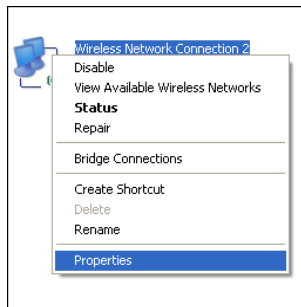 Wireless Network Connection 2
Disable
View Available Wireless Networks
Status
Repair
Bridge Connections
Create Shortcut
Delete
Rename
Properties